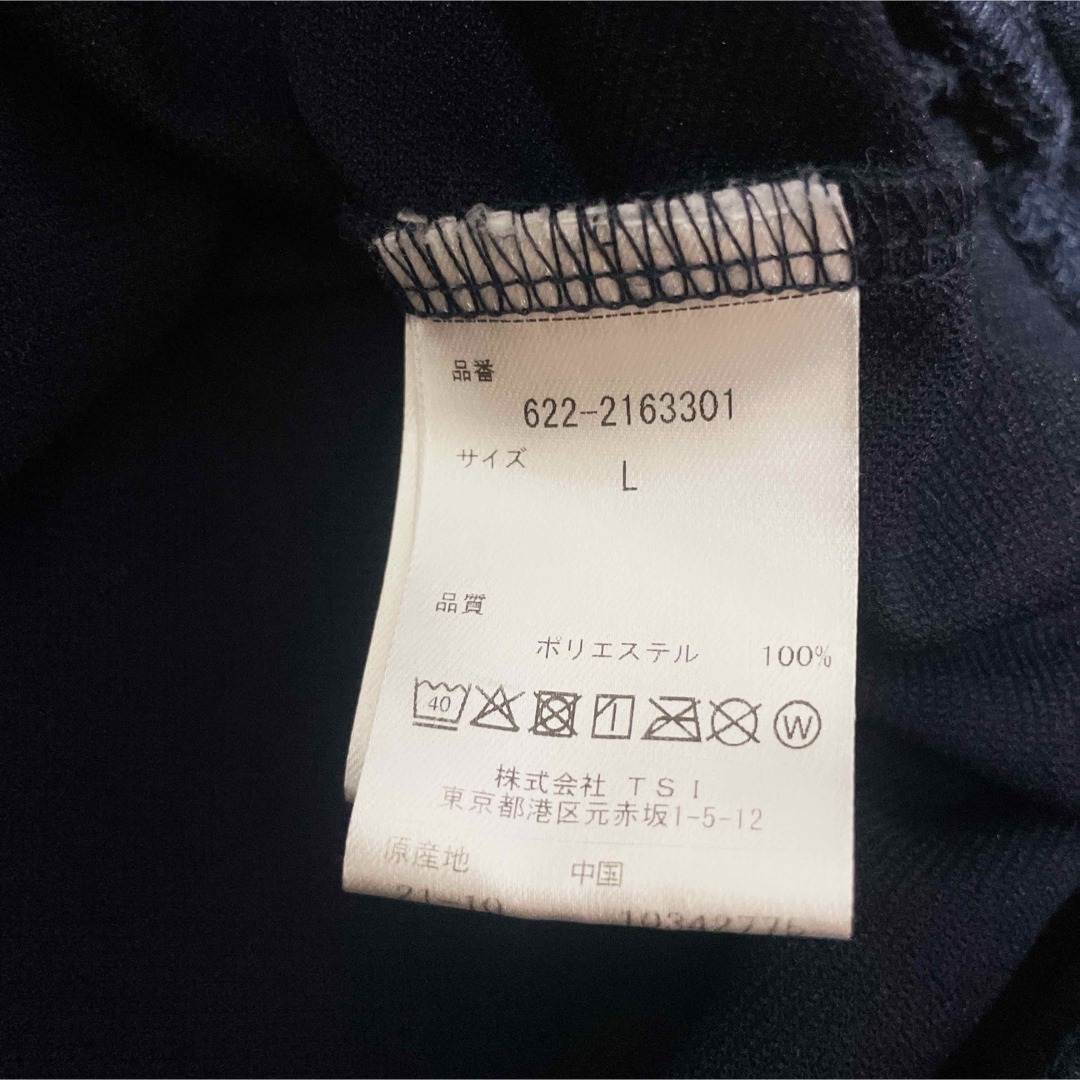 品番
622-2163301
サイズ
L
品質
ポリエステル 100%
40 W
株式会社 TSI
東京都港区元赤坂1-5-12
原産地 中国